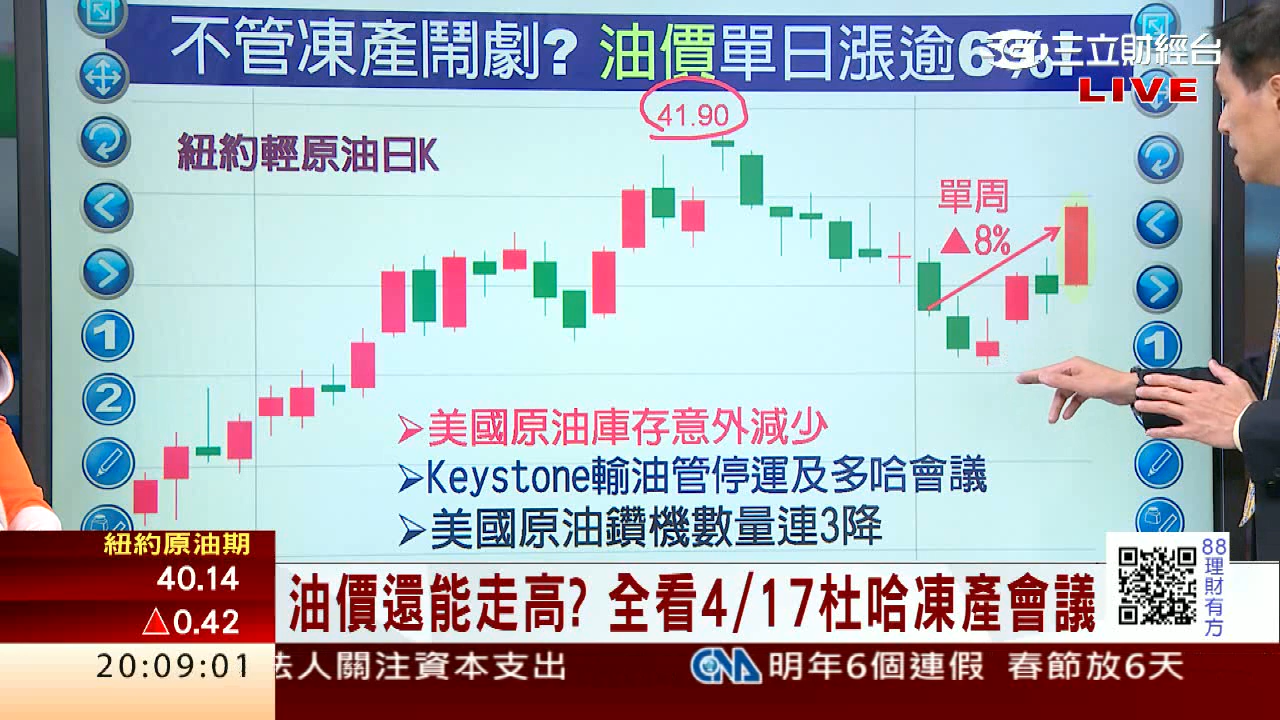 不管凍產鬧劇? 油價單日漲逾6%!
三立財經台
LIVE
41.90
紐約輕原油日K
單周
▲8%
➢美國原油庫存意外減少
➢Keystone輸油管停運及多哈會議
➢美國原油鑽機數量連3降
1
2
1
紐約原油期
40.14
△0.42
20:09:01
油價還能走高? 全看4/17杜哈凍產會議
88理財有方
法人關注資本支出
CNA 明年6個連假 春節放6天